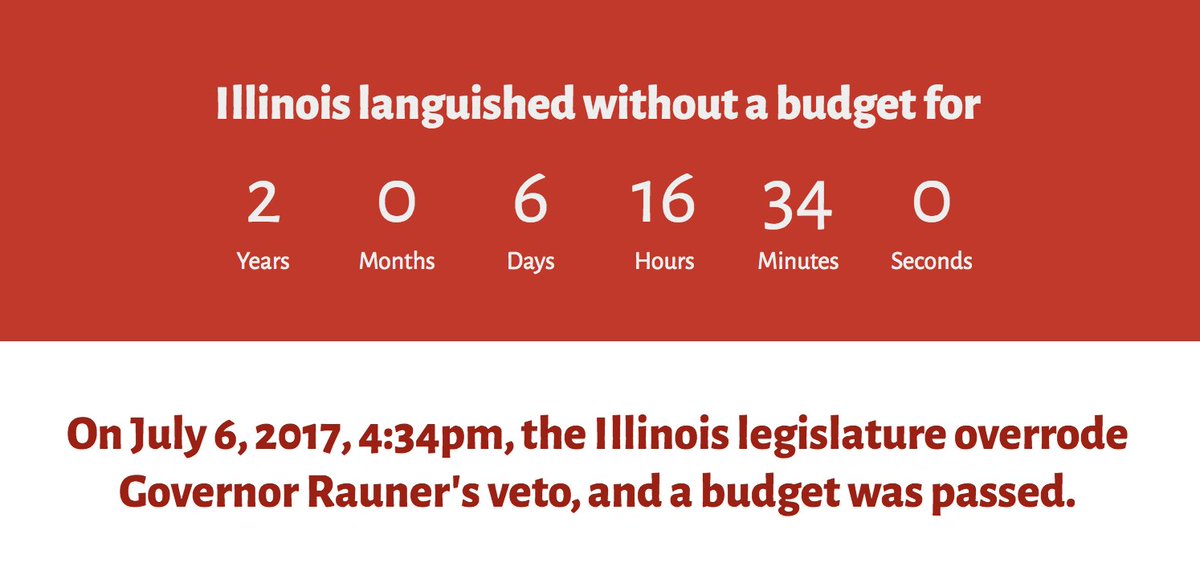 Illinois languished without a budget for
2 0 6 16 34 0
Years Months Days Hours Minutes Seconds
On July 6, 2017, 4:34pm, the Illinois legislature overrode
Governor Rauner's veto, and a budget was passed.